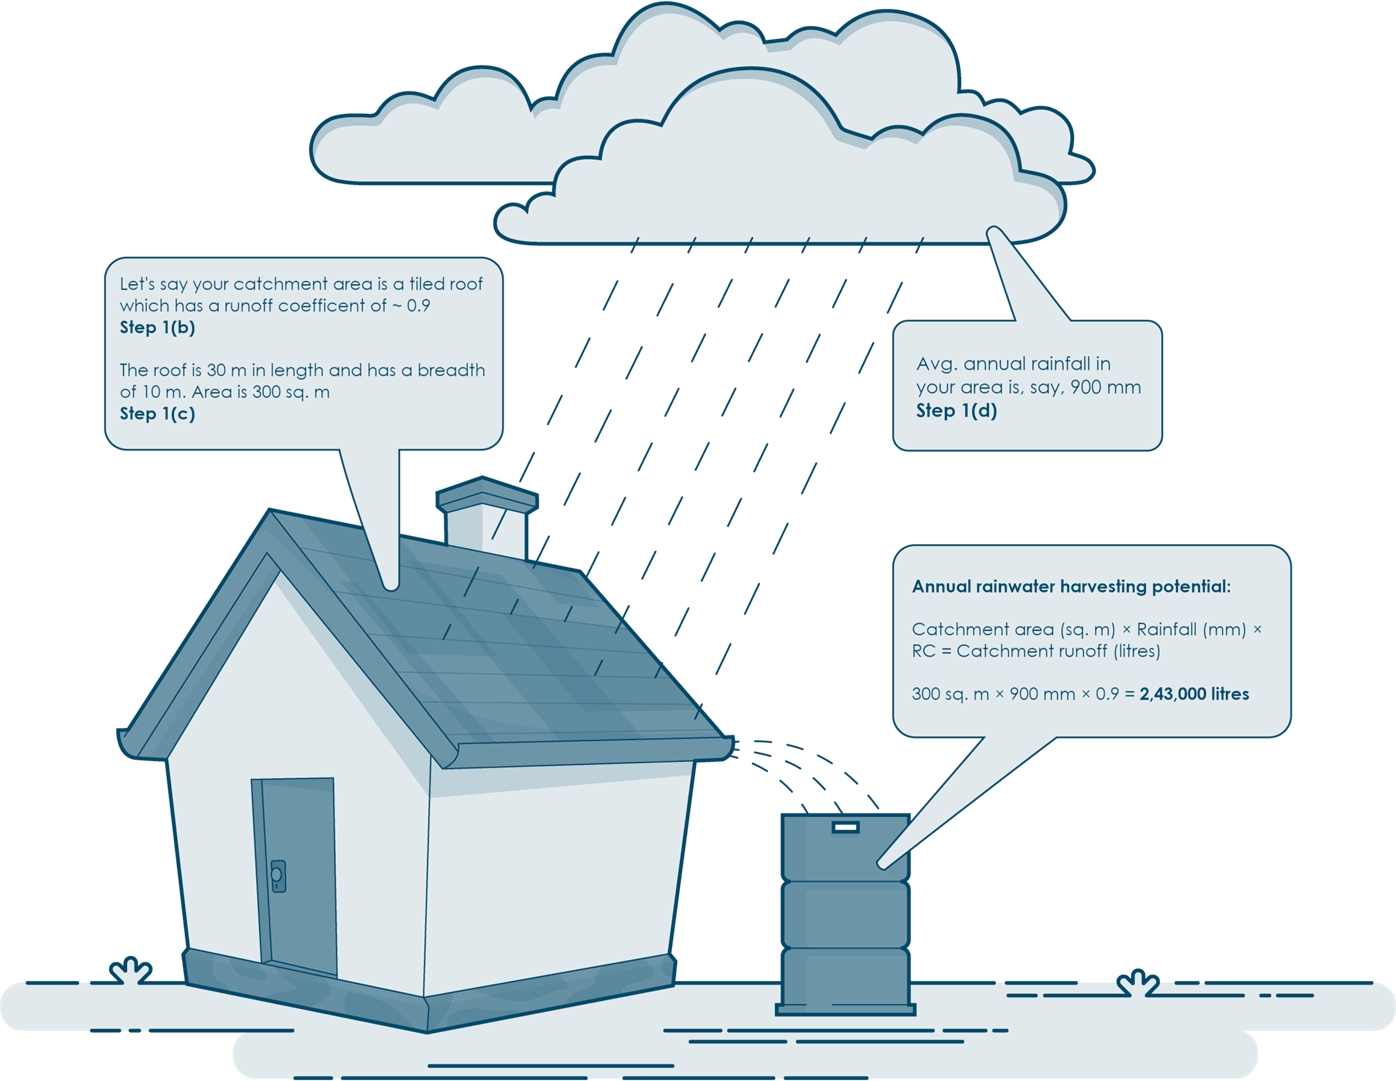 Let's say your catchment area is a tiled roof
which has a runoff coefficent of ~ 0.9
Step 1(b)
The roof is 30 m in length and has a breadth
of 10 m. Area is 300 sq. m
Step 1(c)
Avg. annual rainfall in
your area is, say, 900 mm
Step 1(d)
Annual rainwater harvesting potential:
Catchment area (sq. m) × Rainfall (mm) ×
RC = Catchment runoff (litres)
300 sq. m × 900 mm × 0.9 = 2,43,000 litres